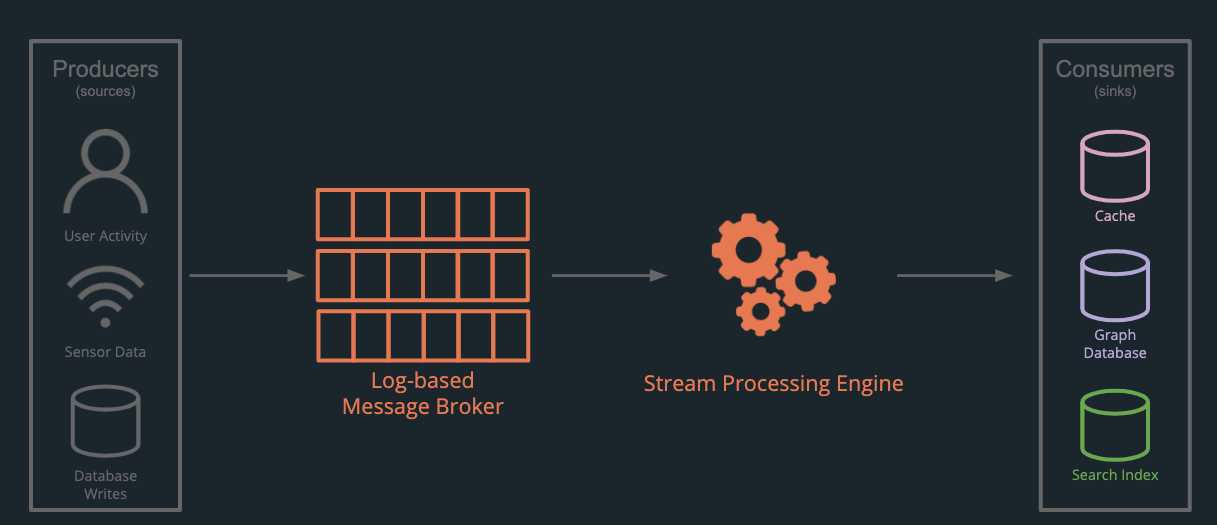 Producers
(sources)
User Activity
Sensor Data
Database
Writes
Log-based
Message Broker
Stream Processing Engine
Consumers
(sinks)
Cache
Graph
Database
Search Index